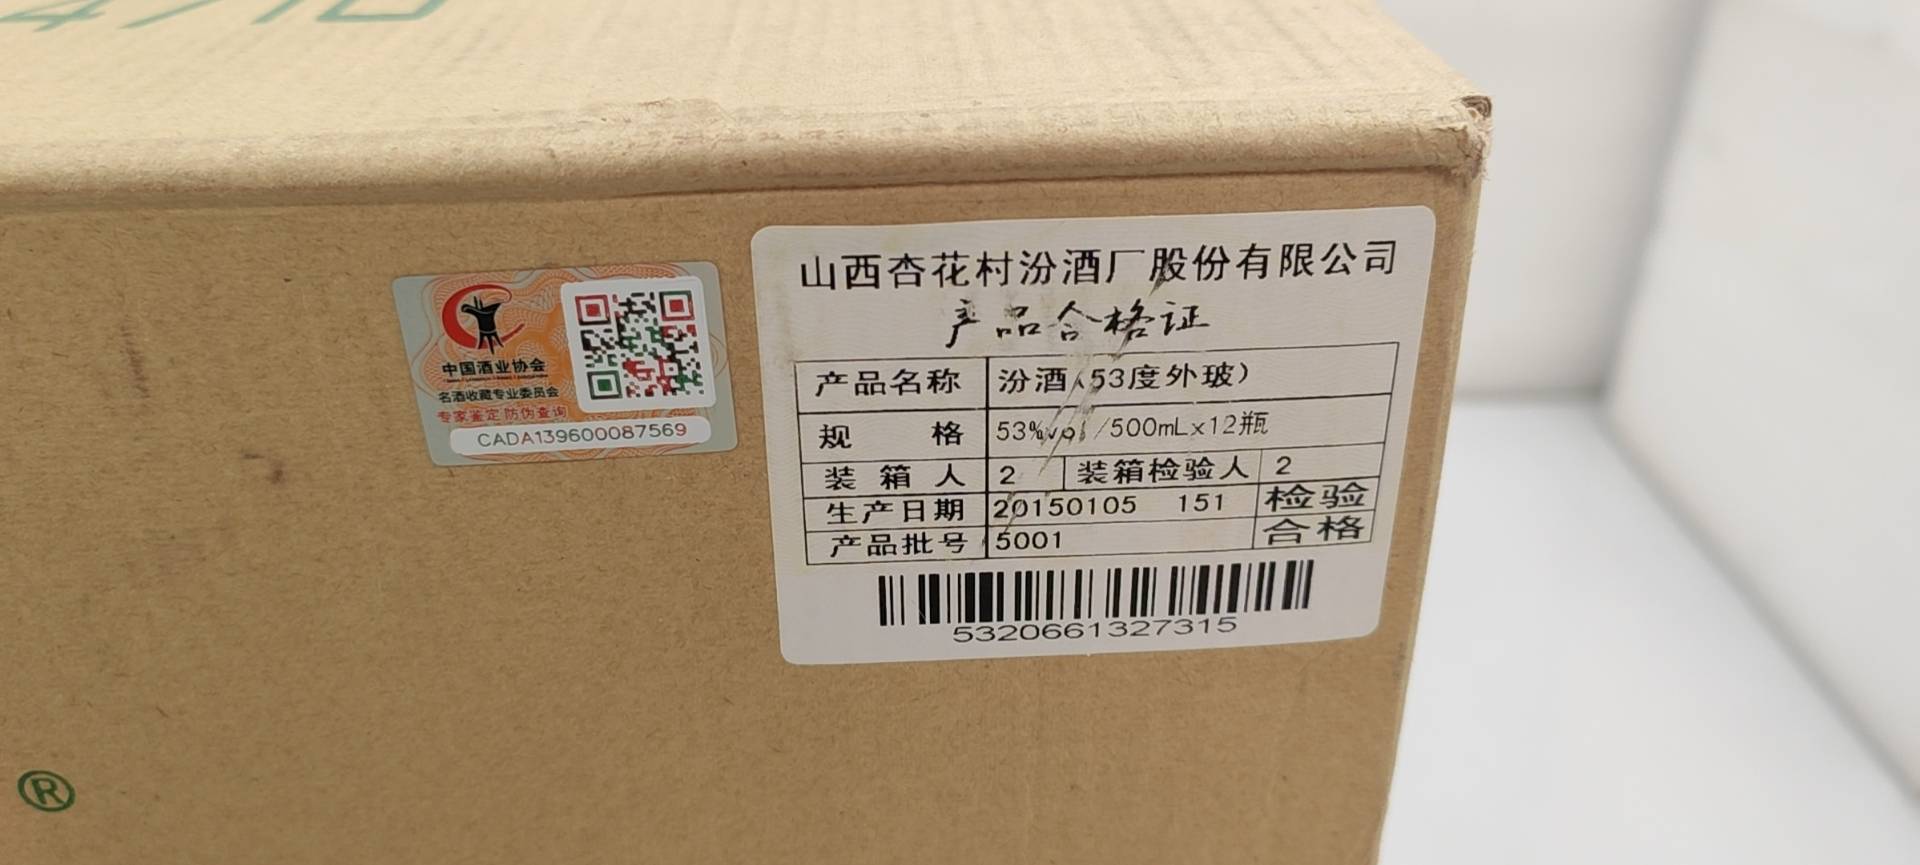 中国酒业协会
名酒收藏专业委员会
专家鉴定 防伪查询
CADA139600087569
山西杏花村汾酒厂股份有限公司
产品合格证
产品名称 汾酒(53度外玻)
规 格 53%vol/500mL×12瓶
装 箱 人 2 装箱检验人 2
生产日期 20150105 151 检验
产品批号 5001 合格
5320661327315
®